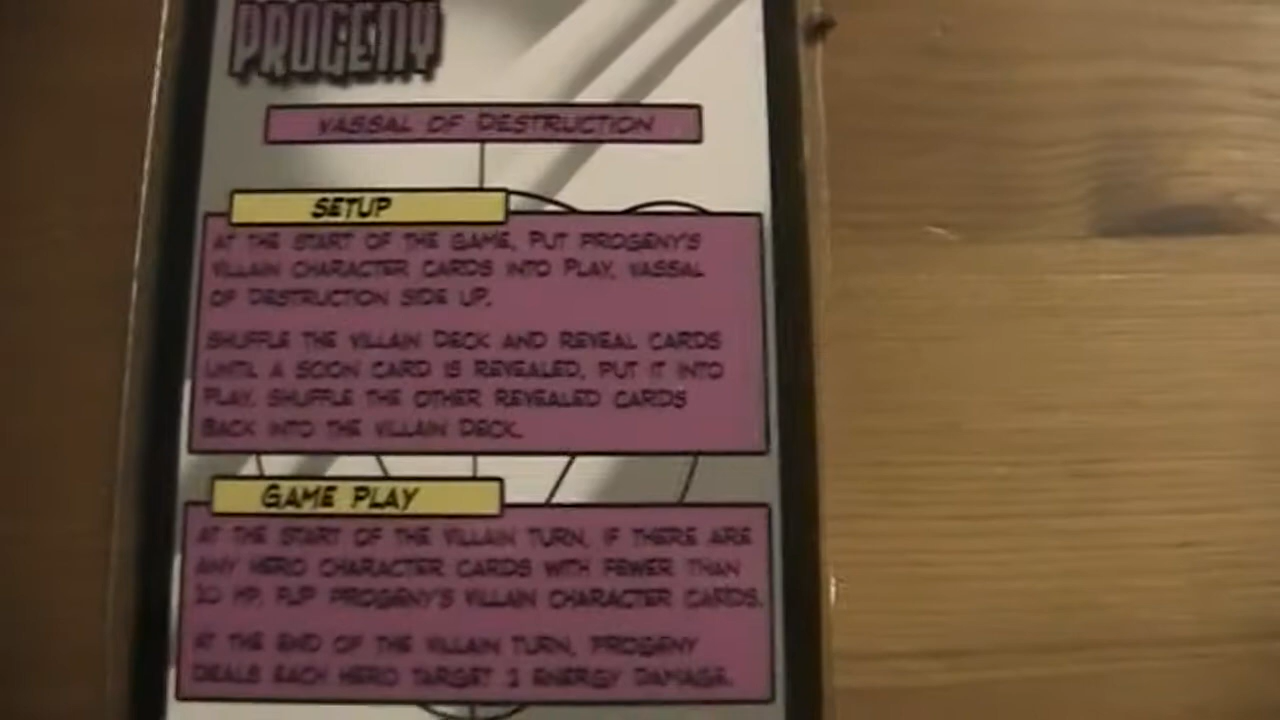 PROGENY
VASSAL OF DESTRUCTION
SETUP
AT THE START OF THE GAME, PUT PROGENY'S
VILLAIN CHARACTER CARDS INTO PLAY, VASSAL
OF DESTRUCTION SIDE UP.
SHUFFLE THE VILLAIN DECK AND REVEAL CARDS
UNTIL A SCION CARD IS REVEALED, PUT IT INTO
PLAY. SHUFFLE THE OTHER REVEALED CARDS
BACK INTO THE VILLAIN DECK.
GAME PLAY
AT THE START OF THE VILLAIN TURN, IF THERE ARE
ANY HERO CHARACTER CARDS WITH FEWER THAN
HP, FLIP PROGENY'S VILLAIN CHARACTER CARDS.
AT THE END OF THE VILLAIN TURN, PROGENY
DEALS EACH HERO TARGET ENERGY DAMAGE.